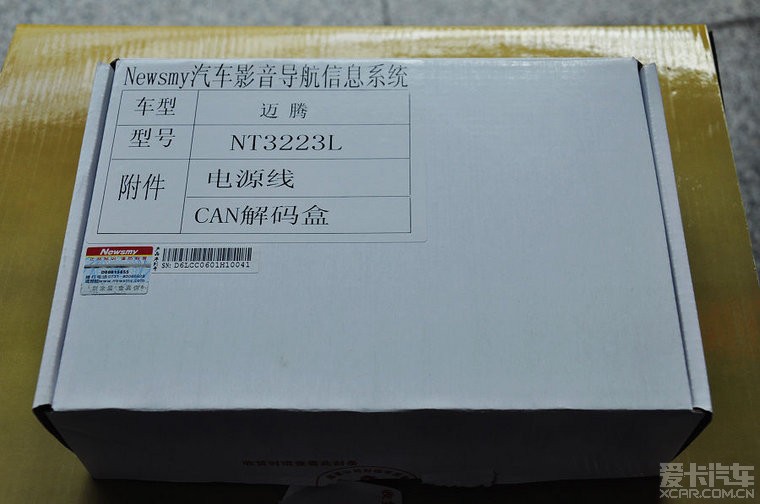 Newsmy汽车影音导航信息系统
车型 迈腾
型号 NT3223L
附件 电源线
CAN解码盒
Newsmy
SN: D6LCC0601H10041
爱卡汽车
XCAR.COM.CN